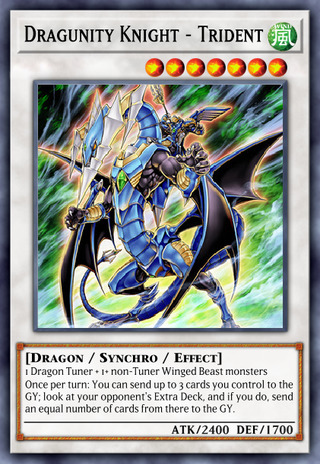 Dragunity Knight - Trident
風
[Dragon / Synchro / Effect]
1 Dragon Tuner + 1+ non-Tuner Winged Beast monsters
Once per turn: You can send up to 3 cards you control to the
GY; look at your opponent's Extra Deck, and if you do, send
an equal number of cards from there to the GY.
ATK/2400 DEF/1700